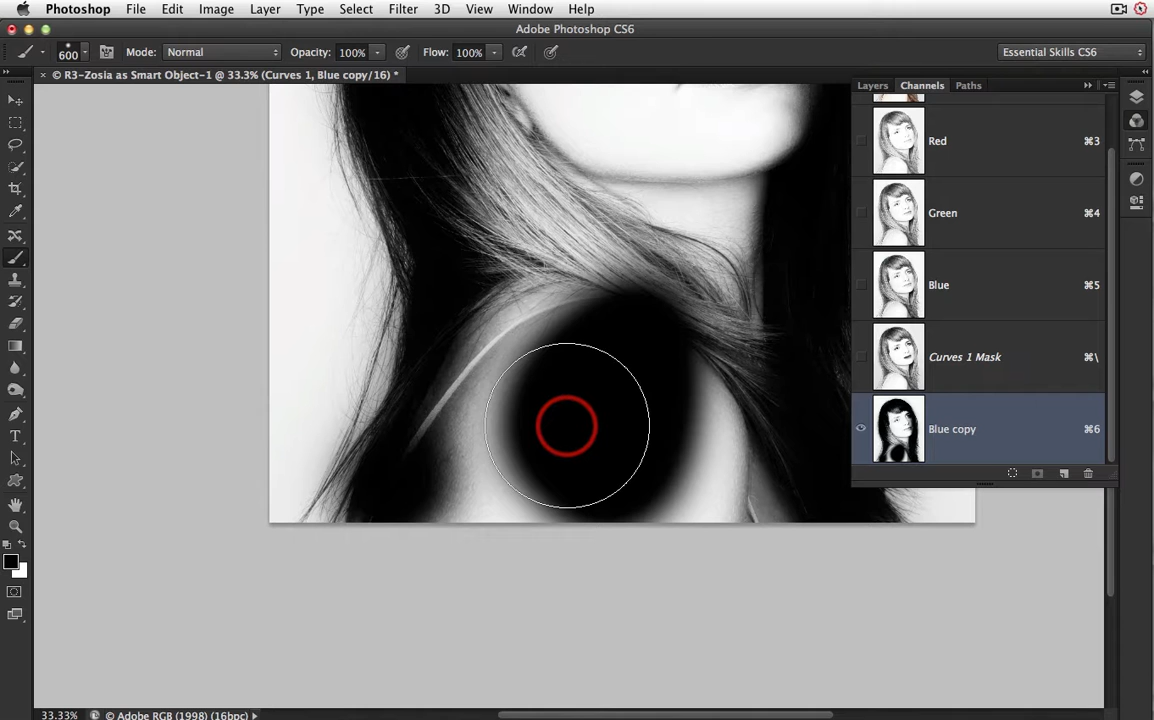 Photoshop File Edit Image Layer Type Select Filter 3D View Window Help
Adobe Photoshop CS6
600 Mode: Normal Opacity: 100% Flow: 100% Essential Skills CS6
× © R3-Zosia as Smart Object-1 @ 33.3% (Curves 1, Blue copy/16) *
Layers Channels Paths
Red ⌘3
Green ⌘4
Blue ⌘5
Curves 1 Mask ⌘\
Blue copy ⌘6
T
33.33% © Adobe RGB (1998) (16bpc)